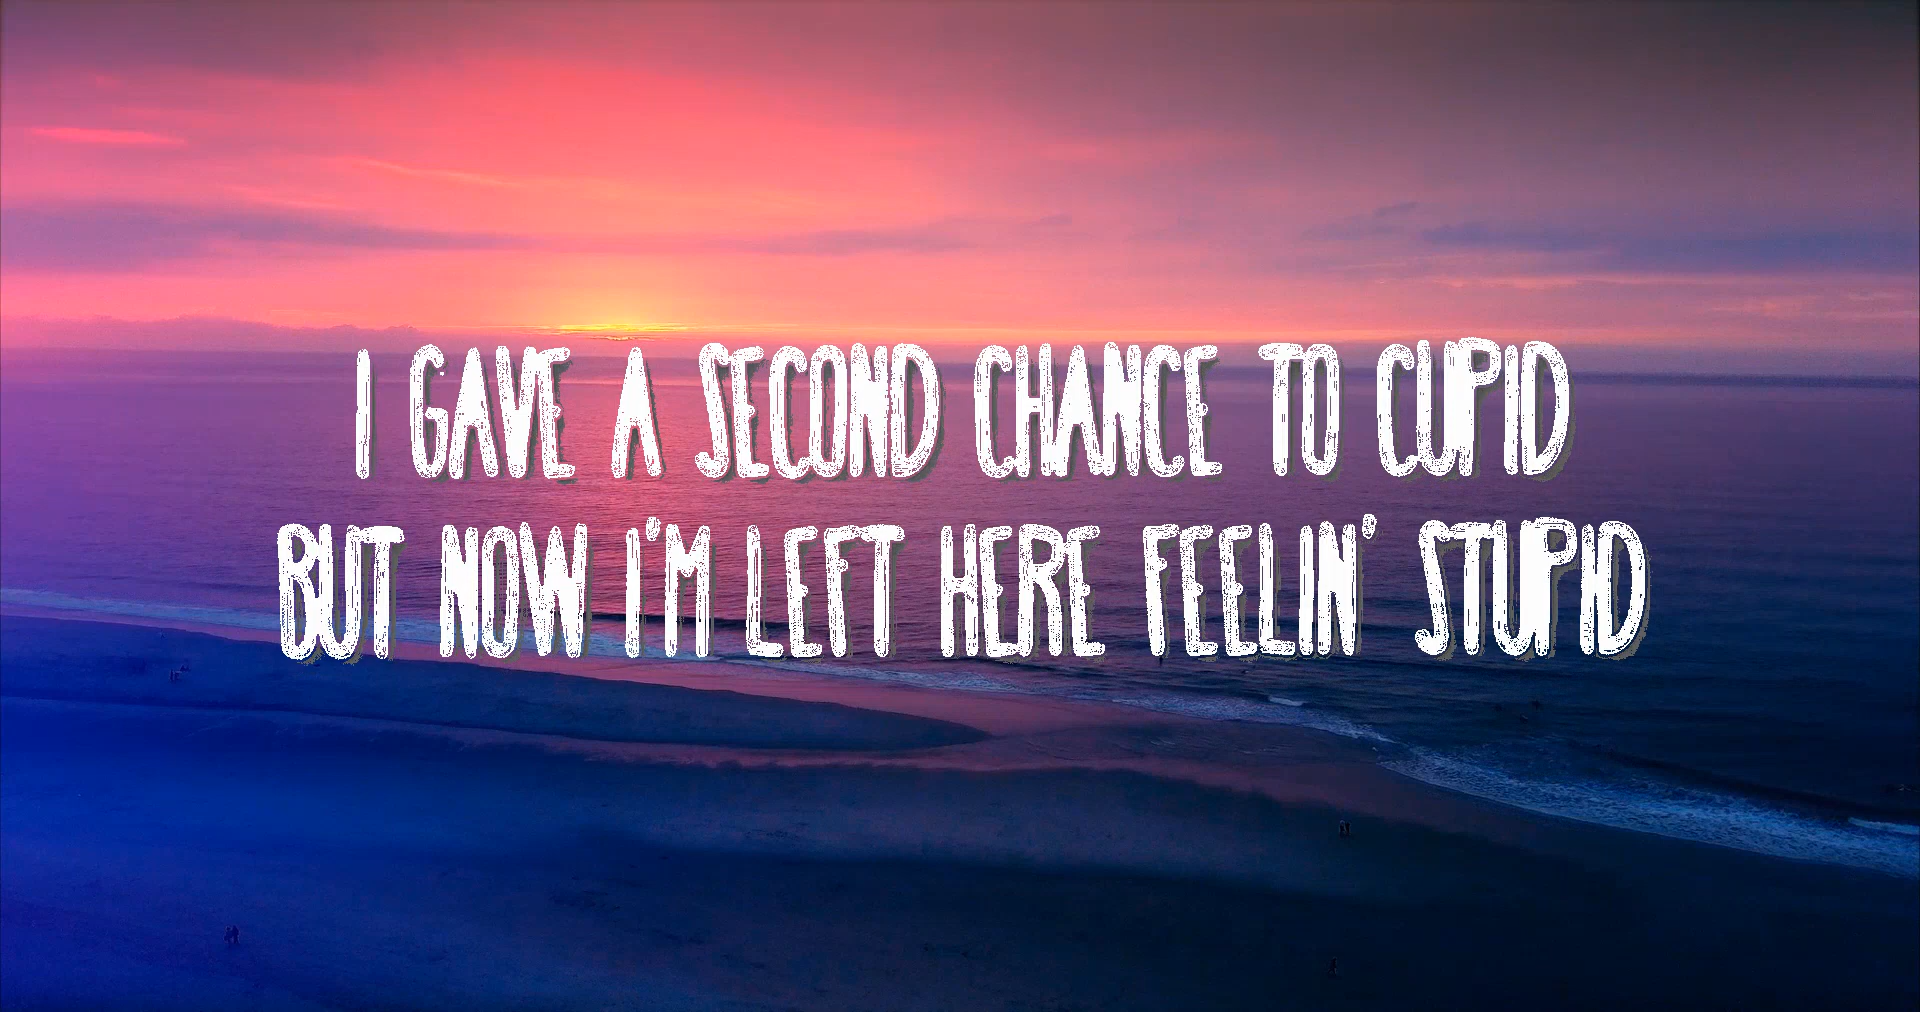 I GAVE A SECOND CHANCE TO CUPID
BUT NOW I'M LEFT HERE FEELIN' STUPID